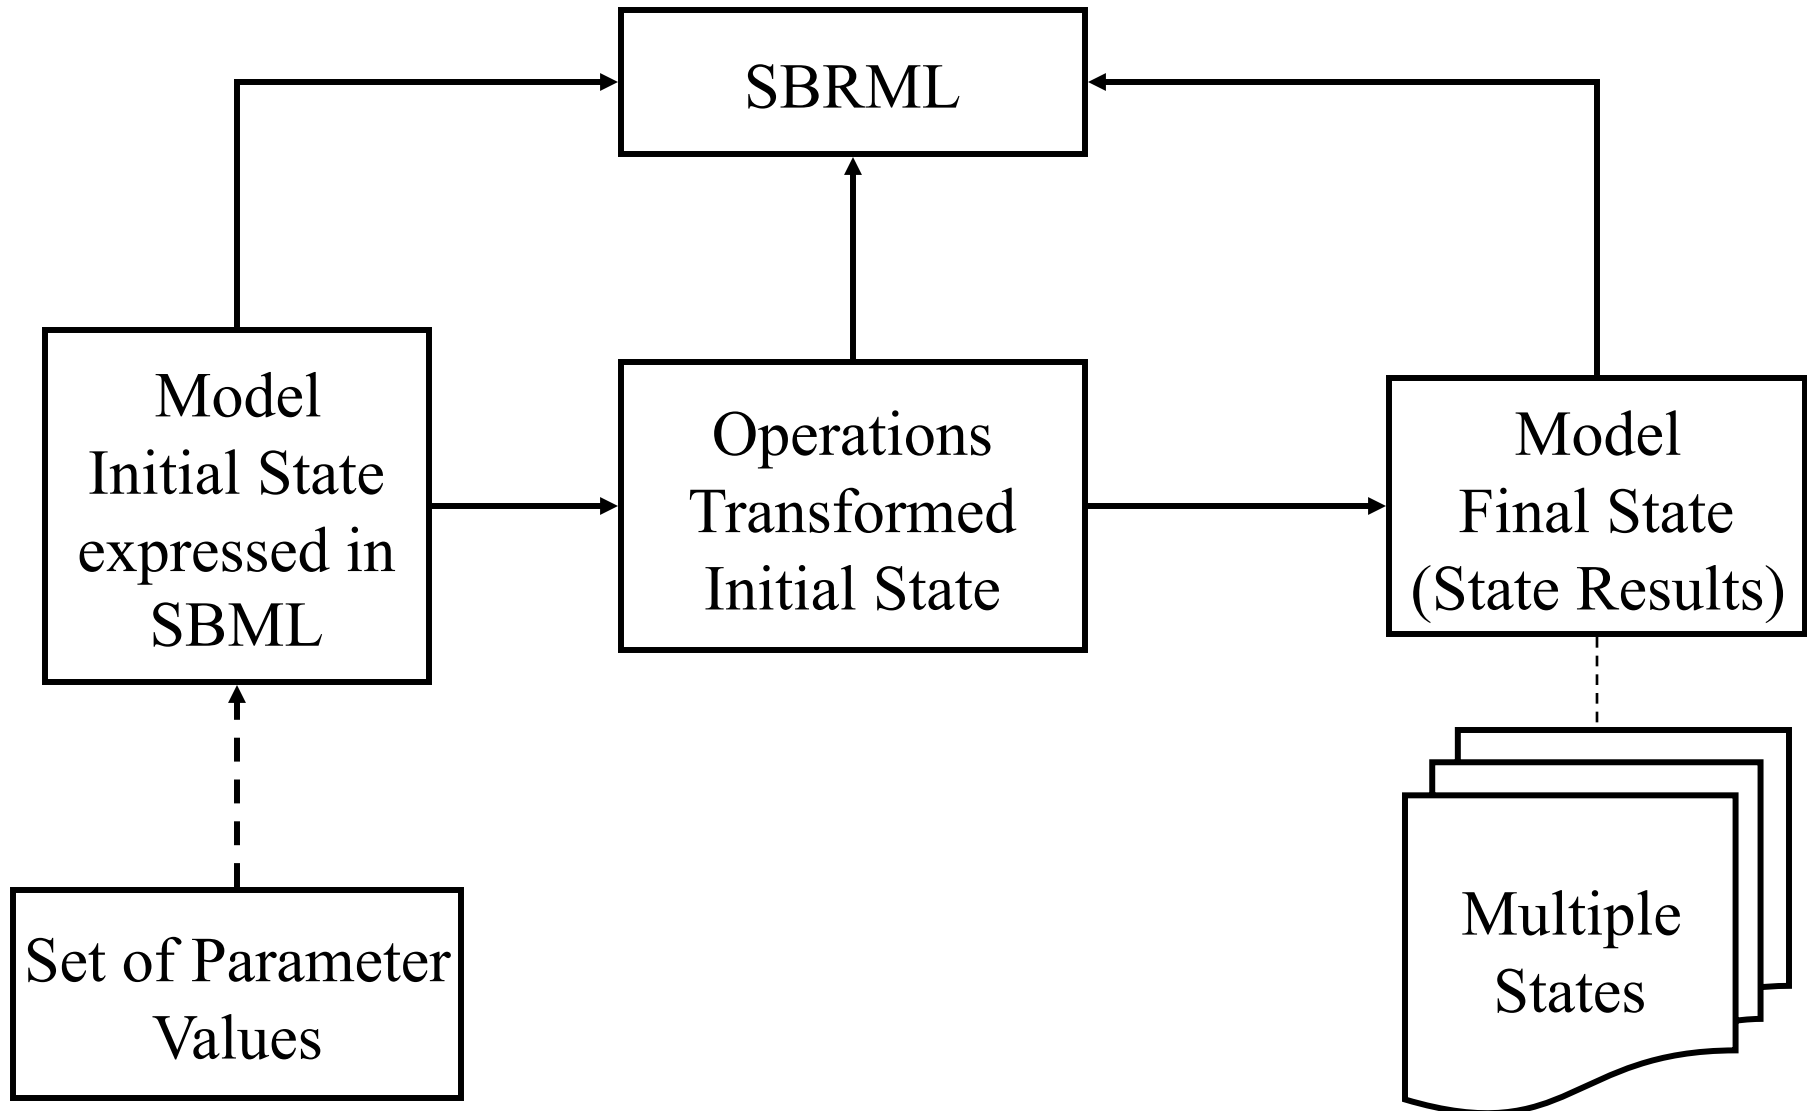 SBRML
Model
Initial State
expressed in
SBML
Operations
Transformed
Initial State
Model
Final State
(State Results)
Set of Parameter
Values
Multiple
States